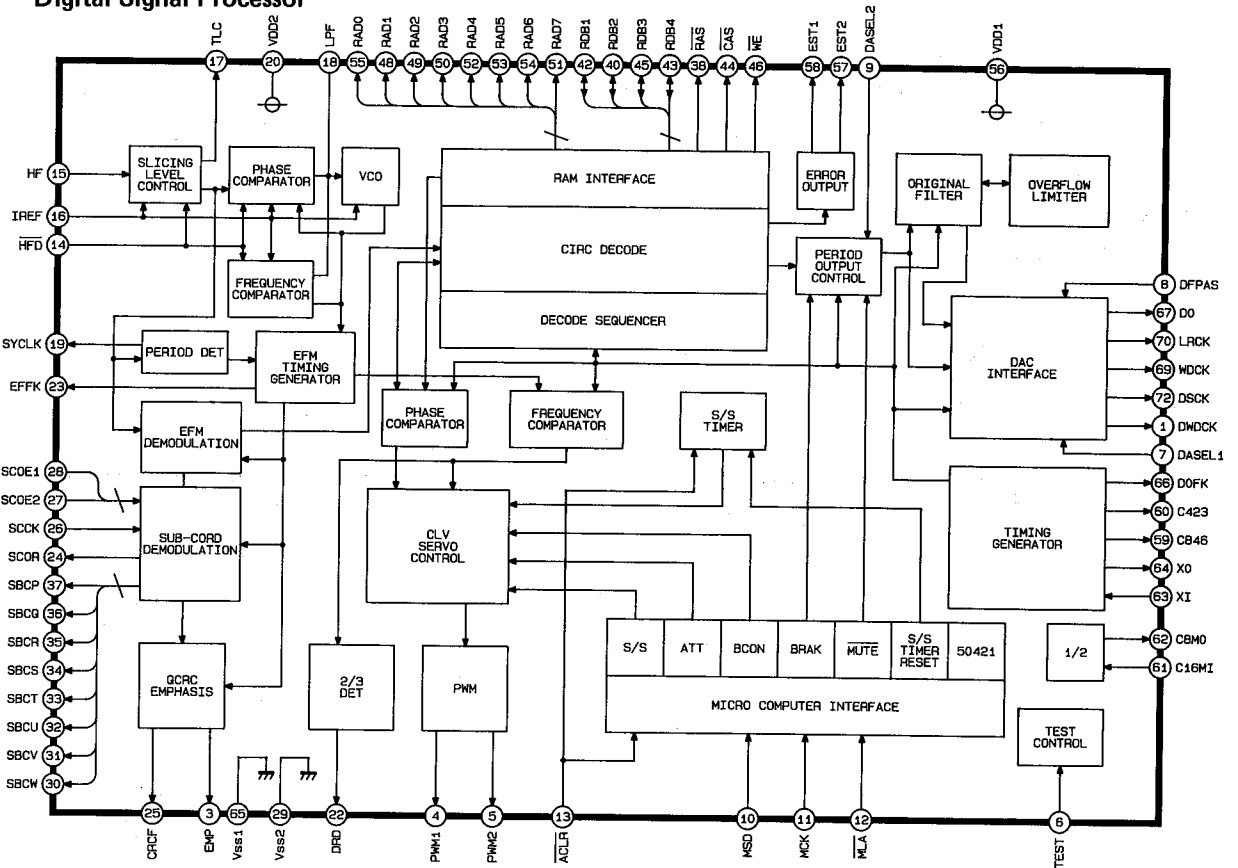 Digital Signal Processor
TLC
VDD2
LPF
RAD0
RAD1
RAD2
RAD3
RAD4
RAD5
RAD6
RAD7
RDB1
RDB2
RDB3
RDB4
RAS
CAS
WE
EST1
EST2
DASEL2
VDD1
17
20
18
55
48
49
50
52
53
54
51
42
40
45
43
38
44
46
58
57
9
56
HF 15
IREF 16
HFD 14
SYCLK 19
EFFK 23
SCOE1 28
SCOE2 27
SCCK 26
SCOR 24
SBCP 37
SBCQ 36
SBCR 35
SBCS 34
SBCT 33
SBCU 32
SBCV 31
SBCW 30
SLICING
LEVEL
CONTROL
PHASE
COMPARATOR
VCO
FREQUENCY
COMPARATOR
PERIOD DET
EFM
TIMING
GENERATOR
EFM
DEMODULATION
SUB-CORD
DEMODULATION
QCRC
EMPHASIS
RAM INTERFACE
CIRC DECODE
DECODE SEQUENCER
ERROR
OUTPUT
PERIOD
OUTPUT
CONTROL
ORIGINAL
FILTER
OVERFLOW
LIMITER
DAC
INTERFACE
PHASE
COMPARATOR
FREQUENCY
COMPARATOR
S/S
TIMER
CLV
SERVO
CONTROL
TIMING
GENERATOR
2/3
DET
PWM
S/S
ATT
BCON
BRAK
MUTE
S/S
TIMER
RESET
50421
MICRO COMPUTER INTERFACE
1/2
TEST
CONTROL
8 DFPAS
67 DO
70 LRCK
69 WDCK
72 DSCK
1 DWDCK
7 DASEL1
66 DOFK
60 C423
59 C846
64 XO
63 XI
62 C8MO
61 C16MI
25
3
65
29
22
4
5
13
10
11
12
6
CRCF
EMP
Vss1
Vss2
DRD
PWM1
PWM2
ACLR
MSD
MCK
MLA
TEST